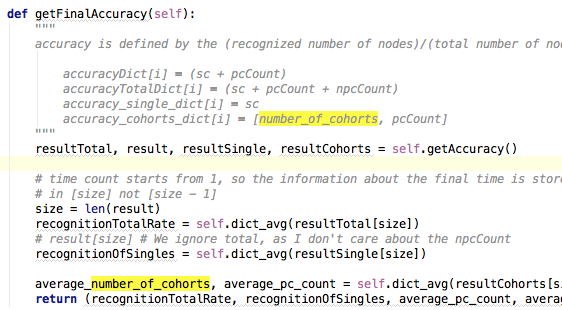 def getFinalAccuracy(self):
"""
accuracy is defined by the (recognized number of nodes)/(total number of
accuracyDict[i] = (sc + pcCount)
accuracyTotalDict[i] = (sc + pcCount + npcCount)
accuracy_single_dict[i] = sc
accuracy_cohorts_dict[i] = [number_of_cohorts, pcCount]
"""
resultTotal, result, resultSingle, resultCohorts = self.getAccuracy()
# time count starts from 1, so the information about the final time is
# in [size] not [size - 1]
size = len(result)
recognitionTotalRate = self.dict_avg(resultTotal[size])
# result[size] # We ignore total, as I don't care about the npcCount
recognitionOfSingles = self.dict_avg(resultSingle[size])
average_number_of_cohorts, average_pc_count = self.dict_avg(resultCohorts[
return (recognitionTotalRate, recognitionOfSingles, average_pc_count,